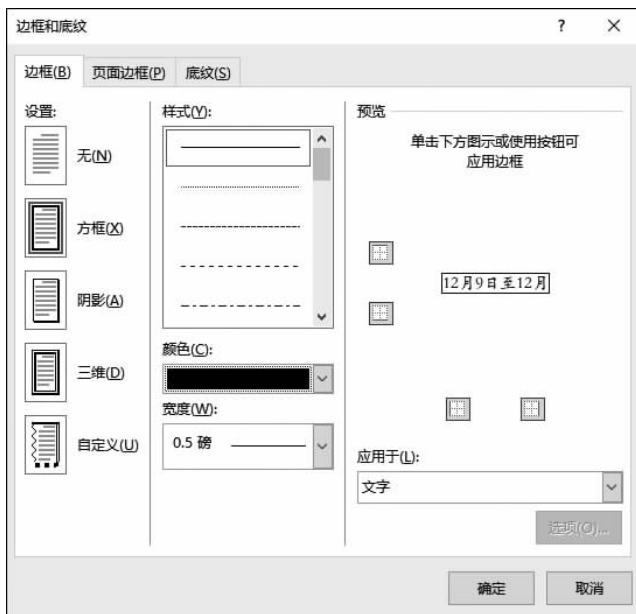 边框和底纹 ? ×
边框(B) 页面边框(P) 底纹(S)
设置:
无(N)
方框(X)
阴影(A)
三维(D)
自定义(U)
样式(Y):
颜色(C):
宽度(W):
0.5 磅
预览
单击下方图示或使用按钮可
应用边框
12月9日至12月
应用于(L):
文字
选项(O)...
确定 取消